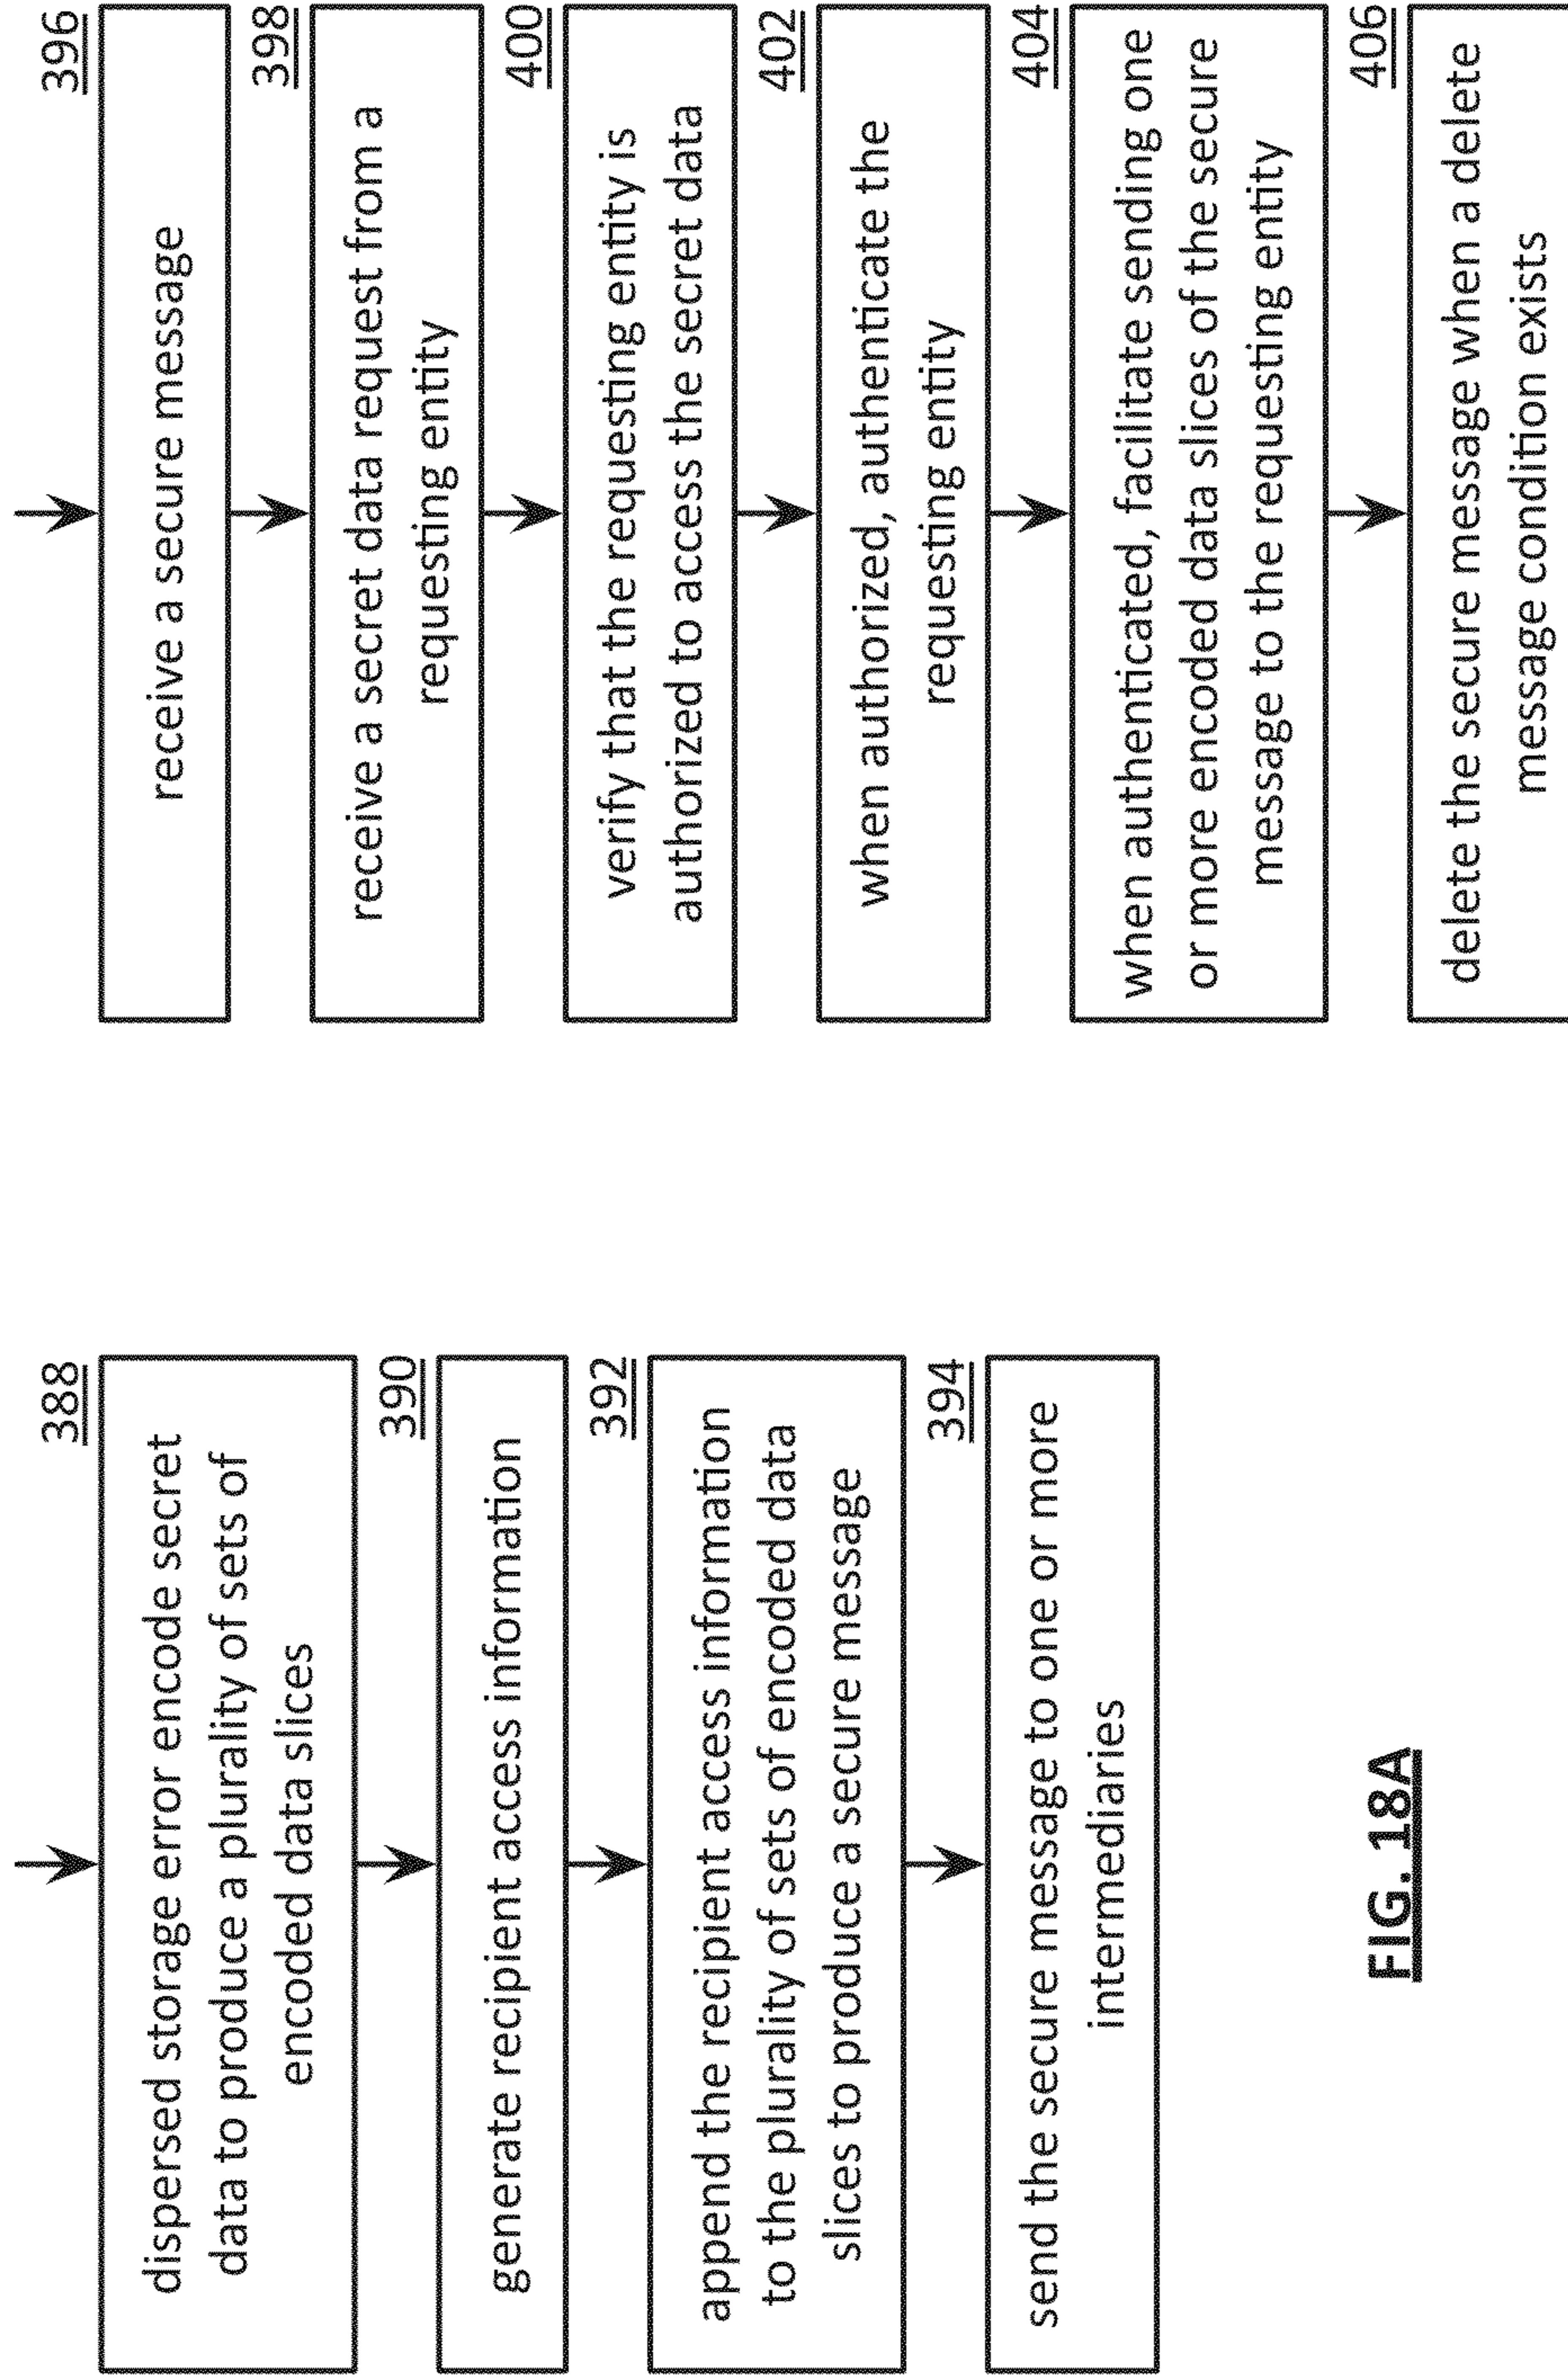 388
dispersed storage error encode secret
data to produce a plurality of sets of
encoded data slices
390
generate recipient access information
392
append the recipient access information
to the plurality of sets of encoded data
slices to produce a secure message
394
send the secure message to one or more
intermediaries
FIG. 18A
396
receive a secure message
398
receive a secret data request from a
requesting entity
400
verify that the requesting entity is
authorized to access the secret data
402
when authorized, authenticate the
requesting entity
404
when authenticated, facilitate sending one
or more encoded data slices of the secure
message to the requesting entity
406
delete the secure message when a delete
message condition exists